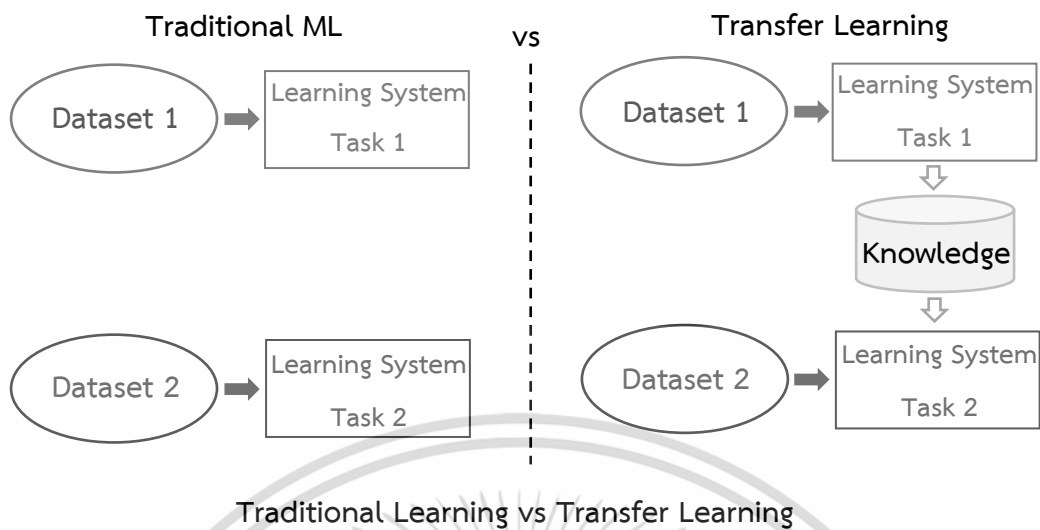 Traditional ML
vs
Transfer Learning
Dataset 1
Learning System
Task 1
Dataset 2
Learning System
Task 2
Dataset 1
Learning System
Task 1
Knowledge
Dataset 2
Learning System
Task 2
Traditional Learning vs Transfer Learning